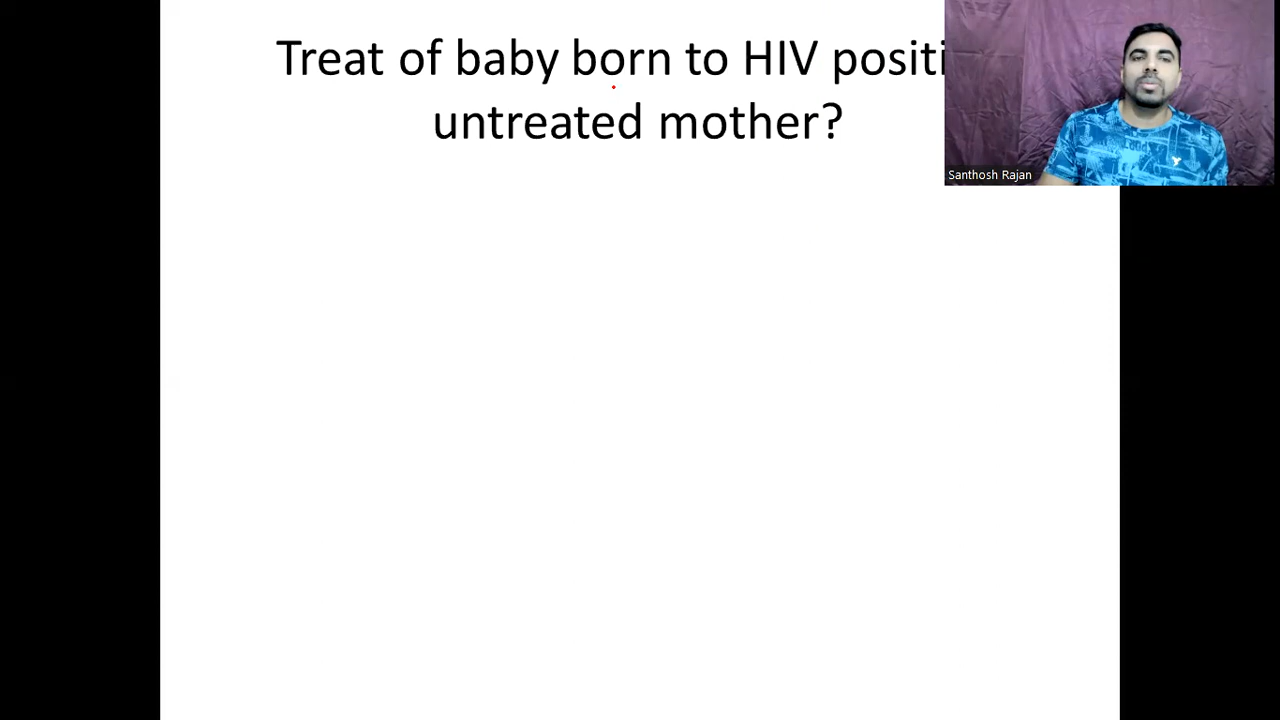 Treat of baby born to HIV positi
untreated mother?
Santhosh Rajan